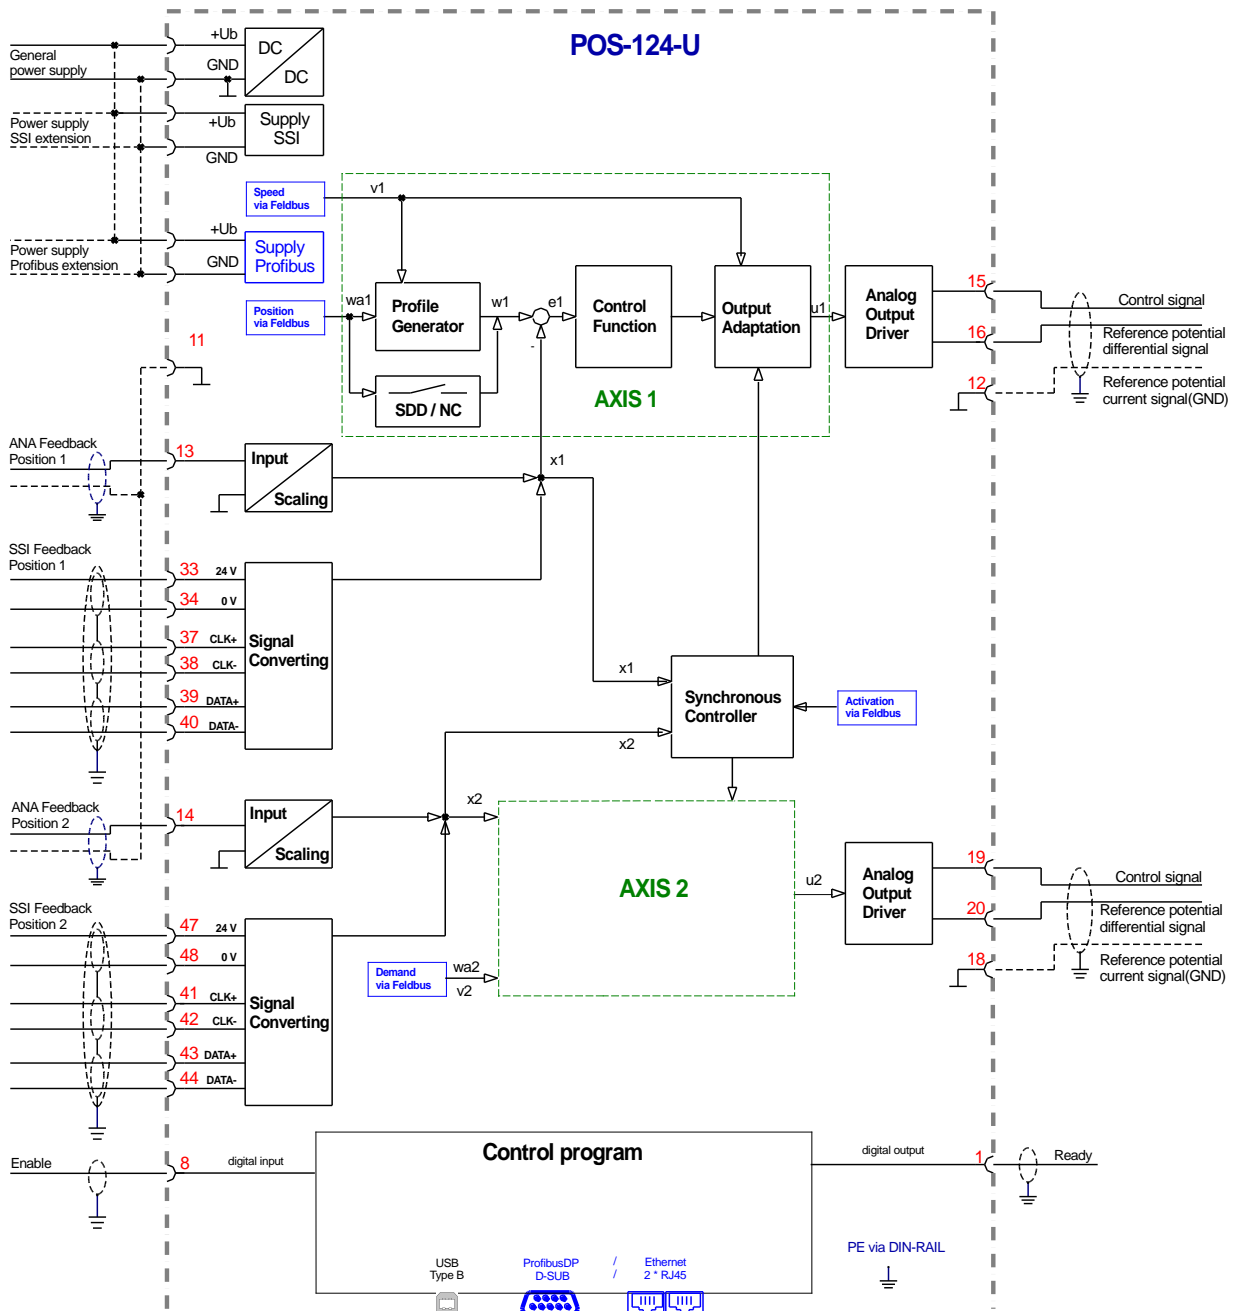 POS-124-U
General
power supply
+Ub
GND
DC
DC
Power supply
SSI extension
+Ub
GND
Supply
SSI
Speed
via Feldbus
v1
Power supply
Profibus extension
+Ub
GND
Supply
Profibus
Position
via Feldbus
wa1
Profile
Generator
w1
e1
Control
Function
Output
Adaptation
u1
Analog
Output
Driver
15
Control signal
16
Reference potential
differential signal
12
Reference potential
current signal(GND)
11
SDD / NC
AXIS 1
ANA Feedback
Position 1
13
Input
Scaling
x1
SSI Feedback
Position 1
33 24 V
34 0 V
37 CLK+
38 CLK-
39 DATA+
40 DATA-
Signal
Converting
x1
x2
Synchronous
Controller
Activation
via Feldbus
ANA Feedback
Position 2
14
Input
Scaling
x2
AXIS 2
u2
Analog
Output
Driver
19
Control signal
20
Reference potential
differential signal
18
Reference potential
current signal(GND)
SSI Feedback
Position 2
47 24 V
48 0 V
41 CLK+
42 CLK-
43 DATA+
44 DATA-
Signal
Converting
Demand
via Feldbus
wa2
v2
Enable
8
digital input
Control program
digital output
1
Ready
PE via DIN-RAIL
USB
Type B
ProfibusDP / Ethernet
D-SUB / 2 * RJ45